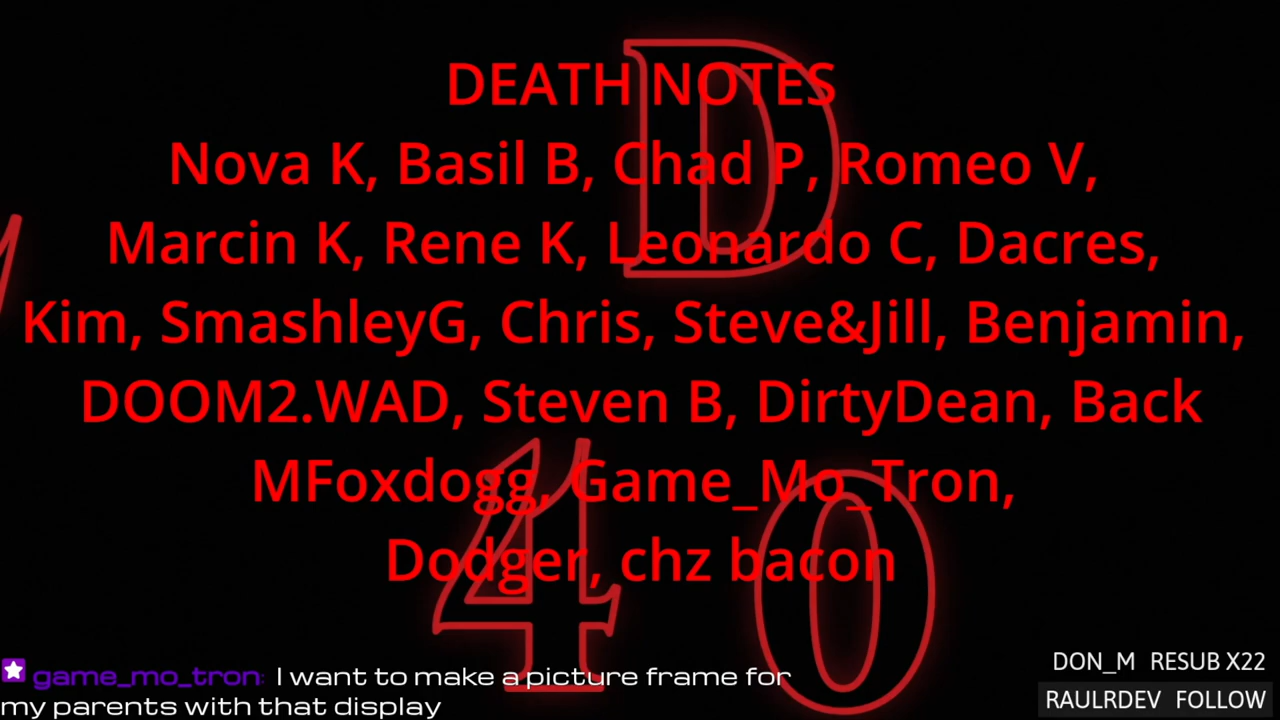 DEATH NOTES
Nova K, Basil B, Chad P, Romeo V,
Marcin K, Rene K, Leonardo C, Dacres,
Kim, SmashleyG, Chris, Steve&Jill, Benjamin,
DOOM2.WAD, Steven B, DirtyDean, Back
MFoxdogg, Game_Mo_Tron,
Dodger, chz bacon
D
4 0
game_mo_tron: I want to make a picture frame for
my parents with that display
DON_M RESUB X22
RAULRDEV FOLLOW